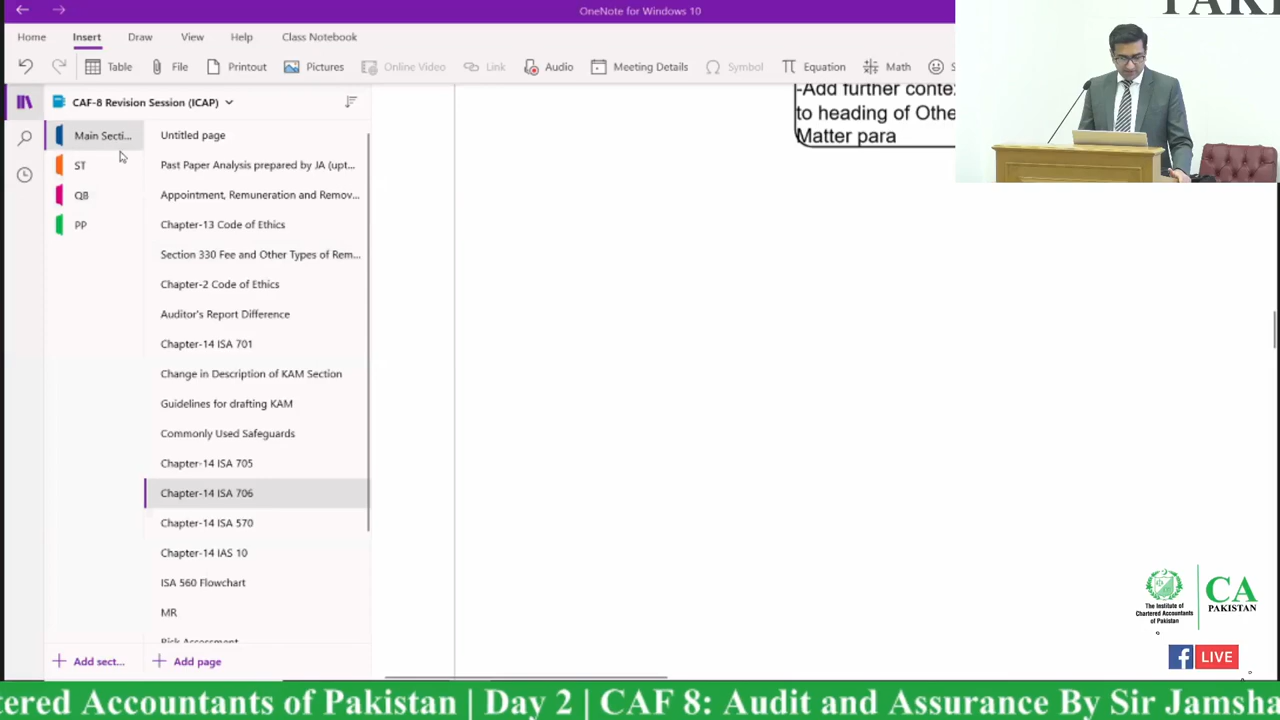 OneNote for Windows 10
Home Insert Draw View Help Class Notebook
Table File Printout Pictures Online Video Link Audio Meeting Details Symbol Equation Math S
CAF-8 Revision Session (ICAP)
Main Secti...
ST
QB
PP
Untitled page
Past Paper Analysis prepared by JA (upt...
Appointment, Remuneration and Remov...
Chapter-13 Code of Ethics
Section 330 Fee and Other Types of Rem...
Chapter-2 Code of Ethics
Auditor's Report Difference
Chapter-14 ISA 701
Change in Description of KAM Section
Guidelines for drafting KAM
Commonly Used Safeguards
Chapter-14 ISA 705
Chapter-14 ISA 706
Chapter-14 ISA 570
Chapter-14 IAS 10
ISA 560 Flowchart
MR
Risk Assessment
+ Add sect...
+ Add page
-Add further conte
to heading of Othe
Matter para
The Institute of
Chartered Accountants
of Pakistan
CA
PAKISTAN
f LIVE
tered Accountants of Pakistan | Day 2 | CAF 8: Audit and Assurance By Sir Jamsha